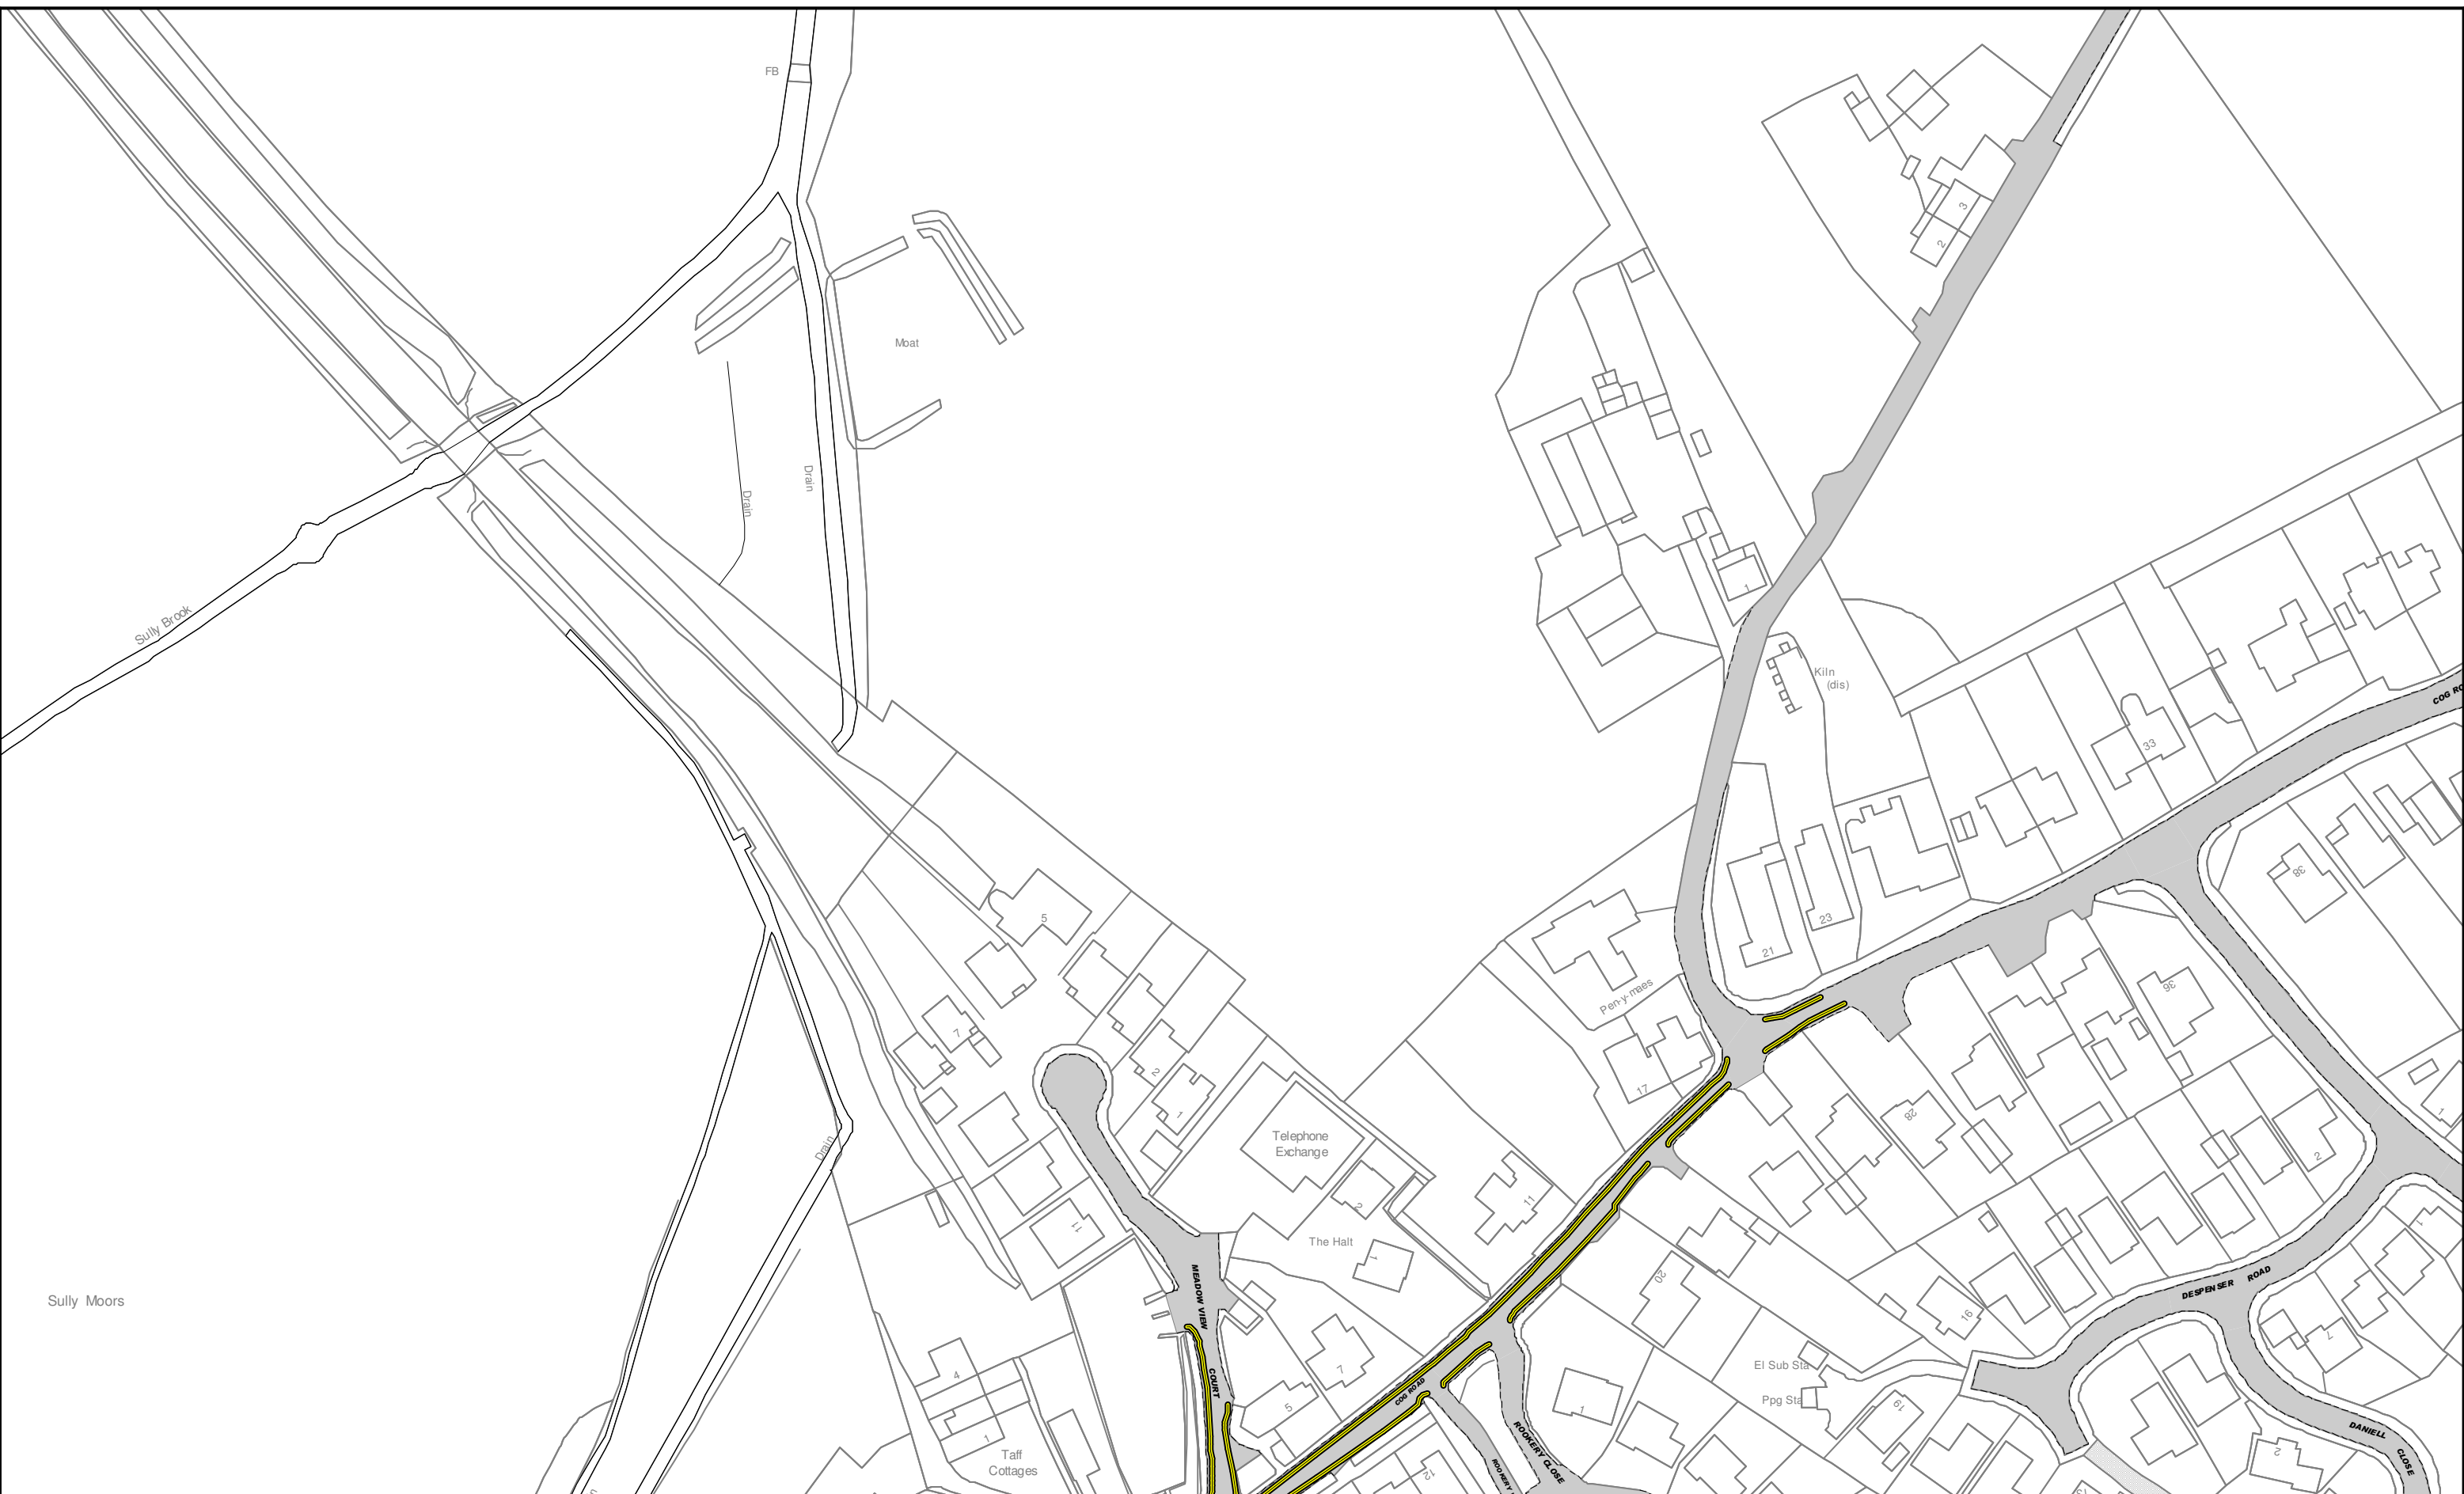 FB
3
2
Moat
Drain
Drain
Sully Brook
1
Kiln
(dis)
COG RO
33
38
5
23
21
Pen-y-maes
36
7
2
1
17
28
1
2
Telephone
Exchange
2
11
11
The Halt
1
1
Drain
Sully Moors
MEADOW VIEW
COURT
20
16
DESPENSER ROAD
7
4
7
El Sub Sta
COG ROAD
Ppg Sta
5
1
19
1
Taff
Cottages
12
ROOKERY CLOSE
ROOKERY
DANIELL
CLOSE
2